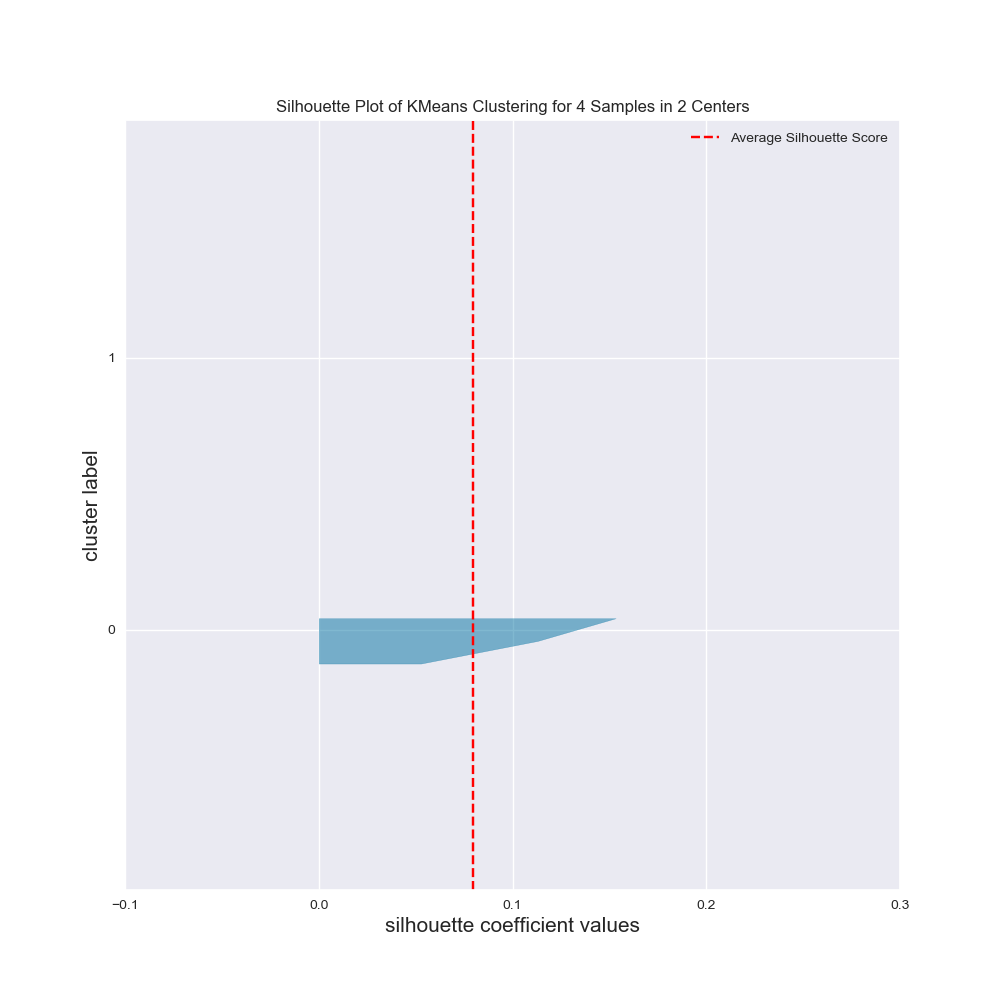 Silhouette Plot of KMeans Clustering for 4 Samples in 2 Centers
Average Silhouette Score
1
cluster label
0
−0.1
0.0
0.1
0.2
0.3
silhouette coefficient values